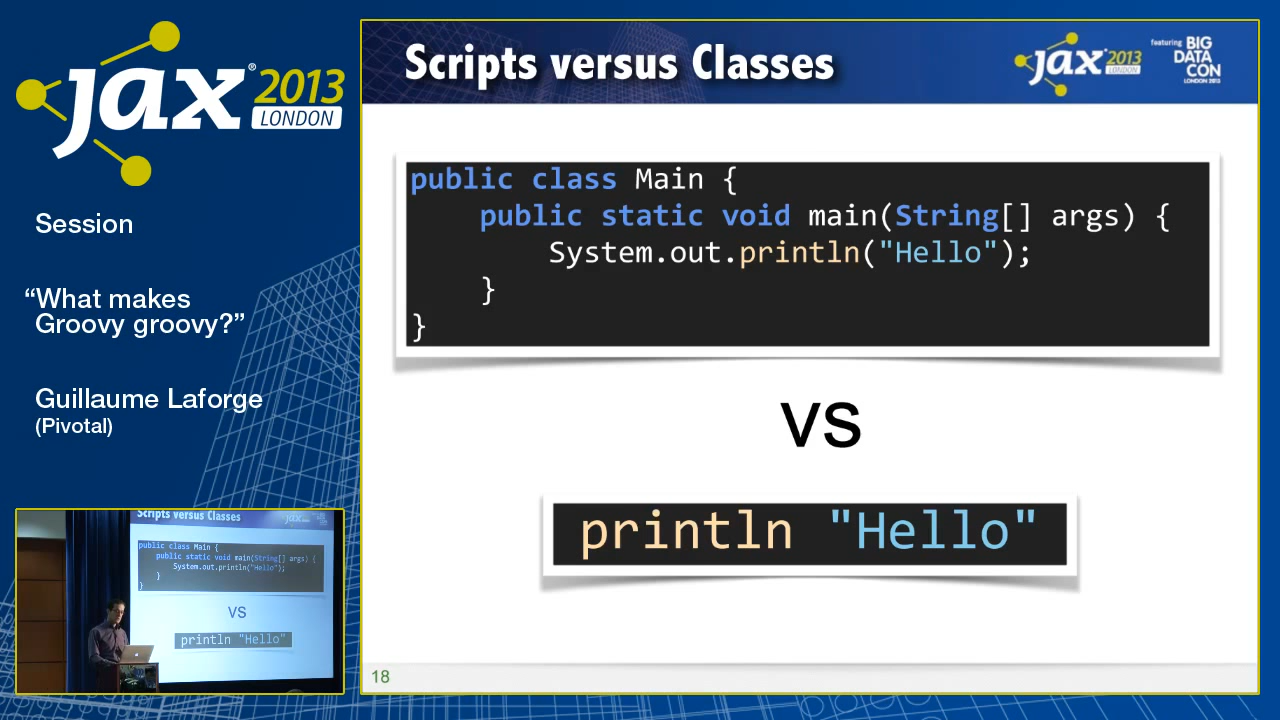 jax® 2013
LONDON
Session
“What makes
Groovy groovy?”
Guillaume Laforge
(Pivotal)
Scripts versus Classes
jax® 2013
LONDON
featuring BIG
DATA
CON
LONDON 2013
public class Main {
    public static void main(String[] args) {
        System.out.println("Hello");
    }
}
vs
println "Hello"
18
Scripts versus Classes
jax
public class Main {
    public static void main(String[] args) {
        System.out.println("Hello");
    }
}
vs
println "Hello"